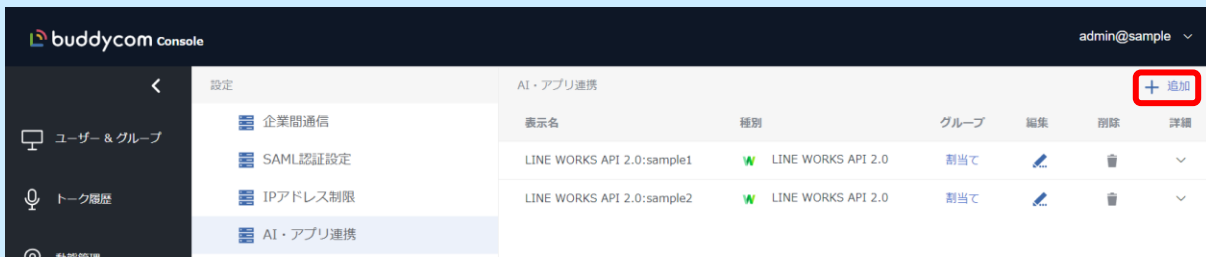 buddycom Console
admin@sample
設定
AI・アプリ連携
追加
ユーザー & グループ
トーク履歴
動態管理
企業間通信
SAML認証設定
IPアドレス制限
AI・アプリ連携
表示名 種別 グループ 編集 削除 詳細
LINE WORKS API 2.0:sample1 LINE WORKS API 2.0 割当て
LINE WORKS API 2.0:sample2 LINE WORKS API 2.0 割当て